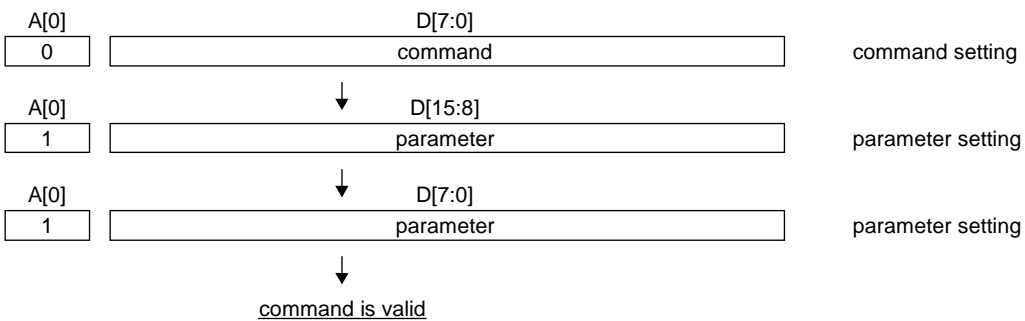 A[0] D[7:0]
0 command command setting
A[0] D[15:8]
1 parameter parameter setting
A[0] D[7:0]
1 parameter parameter setting
command is valid